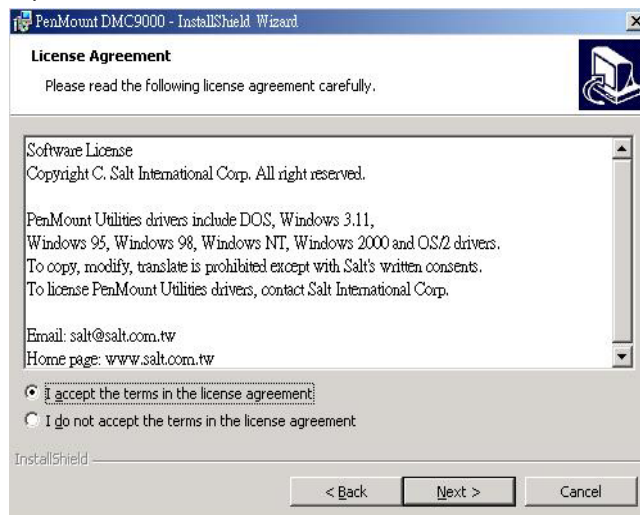 PenMount DMC9000 - InstallShield Wizard
License Agreement
Please read the following license agreement carefully.
Software License
Copyright C. Salt International Corp. All right reserved.
PenMount Utilities drivers include DOS, Windows 3.11,
Windows 95, Windows 98, Windows NT, Windows 2000 and OS/2 drivers.
To copy, modify, translate is prohibited except with Salt's written consents.
To license PenMount Utilities drivers, contact Salt International Corp.
Email: salt@salt.com.tw
Home page: www.salt.com.tw
I accept the terms in the license agreement
I do not accept the terms in the license agreement
InstallShield
< Back Next > Cancel